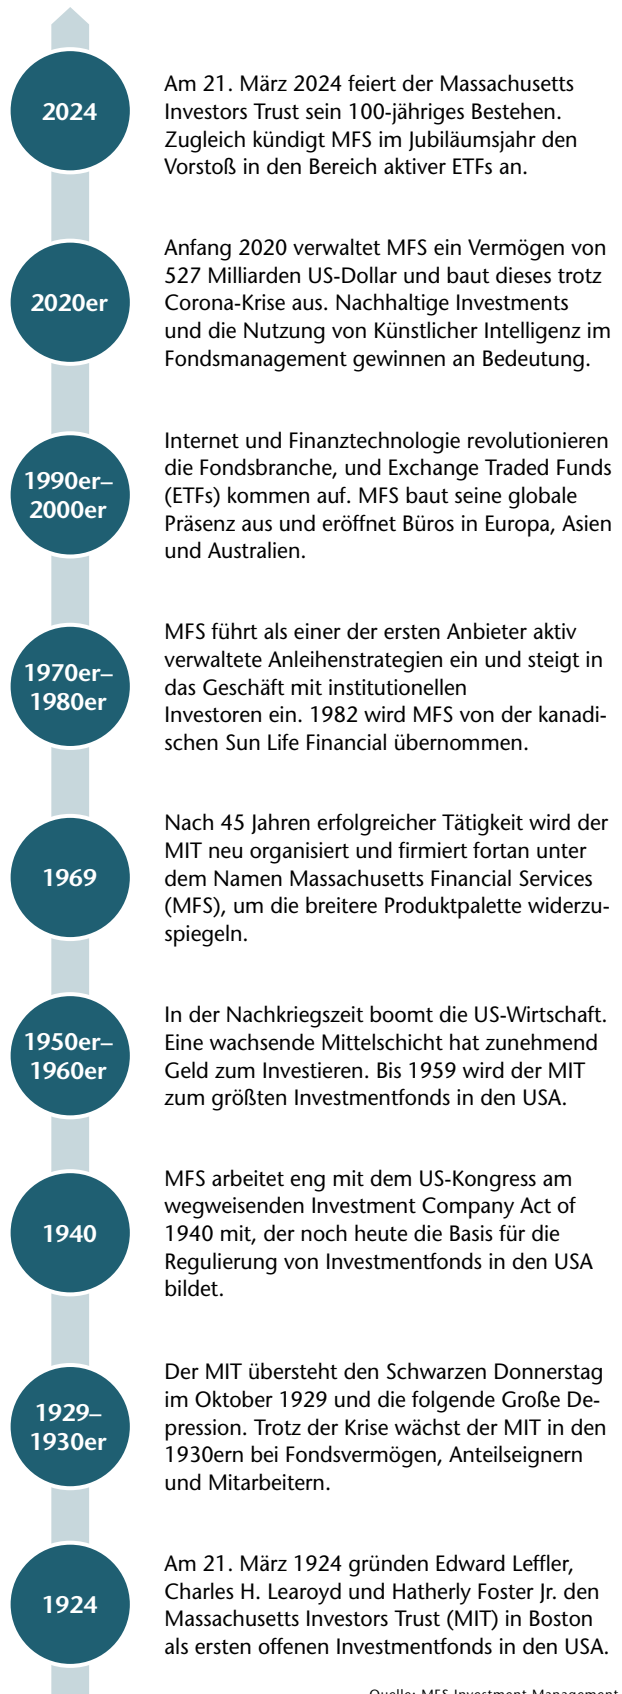 2024
Am 21. März 2024 feiert der Massachusetts
Investors Trust sein 100-jähriges Bestehen.
Zugleich kündigt MFS im Jubiläumsjahr den
Vorstoß in den Bereich aktiver ETFs an.
2020er
Anfang 2020 verwaltet MFS ein Vermögen von
527 Milliarden US-Dollar und baut dieses trotz
Corona-Krise aus. Nachhaltige Investments
und die Nutzung von Künstlicher Intelligenz im
Fondsmanagement gewinnen an Bedeutung.
1990er–
2000er
Internet und Finanztechnologie revolutionieren
die Fondsbranche, und Exchange Traded Funds
(ETFs) kommen auf. MFS baut seine globale
Präsenz aus und eröffnet Büros in Europa, Asien
und Australien.
1970er–
1980er
MFS führt als einer der ersten Anbieter aktiv
verwaltete Anleihenstrategien ein und steigt in
das Geschäft mit institutionellen
Investoren ein. 1982 wird MFS von der kanadi-
schen Sun Life Financial übernommen.
1969
Nach 45 Jahren erfolgreicher Tätigkeit wird der
MIT neu organisiert und firmiert fortan unter
dem Namen Massachusetts Financial Services
(MFS), um die breitere Produktpalette widerzu-
spiegeln.
1950er–
1960er
In der Nachkriegszeit boomt die US-Wirtschaft.
Eine wachsende Mittelschicht hat zunehmend
Geld zum Investieren. Bis 1959 wird der MIT
zum größten Investmentfonds in den USA.
1940
MFS arbeitet eng mit dem US-Kongress am
wegweisenden Investment Company Act of
1940 mit, der noch heute die Basis für die
Regulierung von Investmentfonds in den USA
bildet.
1929–
1930er
Der MIT übersteht den Schwarzen Donnerstag
im Oktober 1929 und die folgende Große De-
pression. Trotz der Krise wächst der MIT in den
1930ern bei Fondsvermögen, Anteilseignern
und Mitarbeitern.
1924
Am 21. März 1924 gründen Edward Leffler,
Charles H. Learoyd und Hatherly Foster Jr. den
Massachusetts Investors Trust (MIT) in Boston
als ersten offenen Investmentfonds in den USA.
Quelle: MFS Investment Management